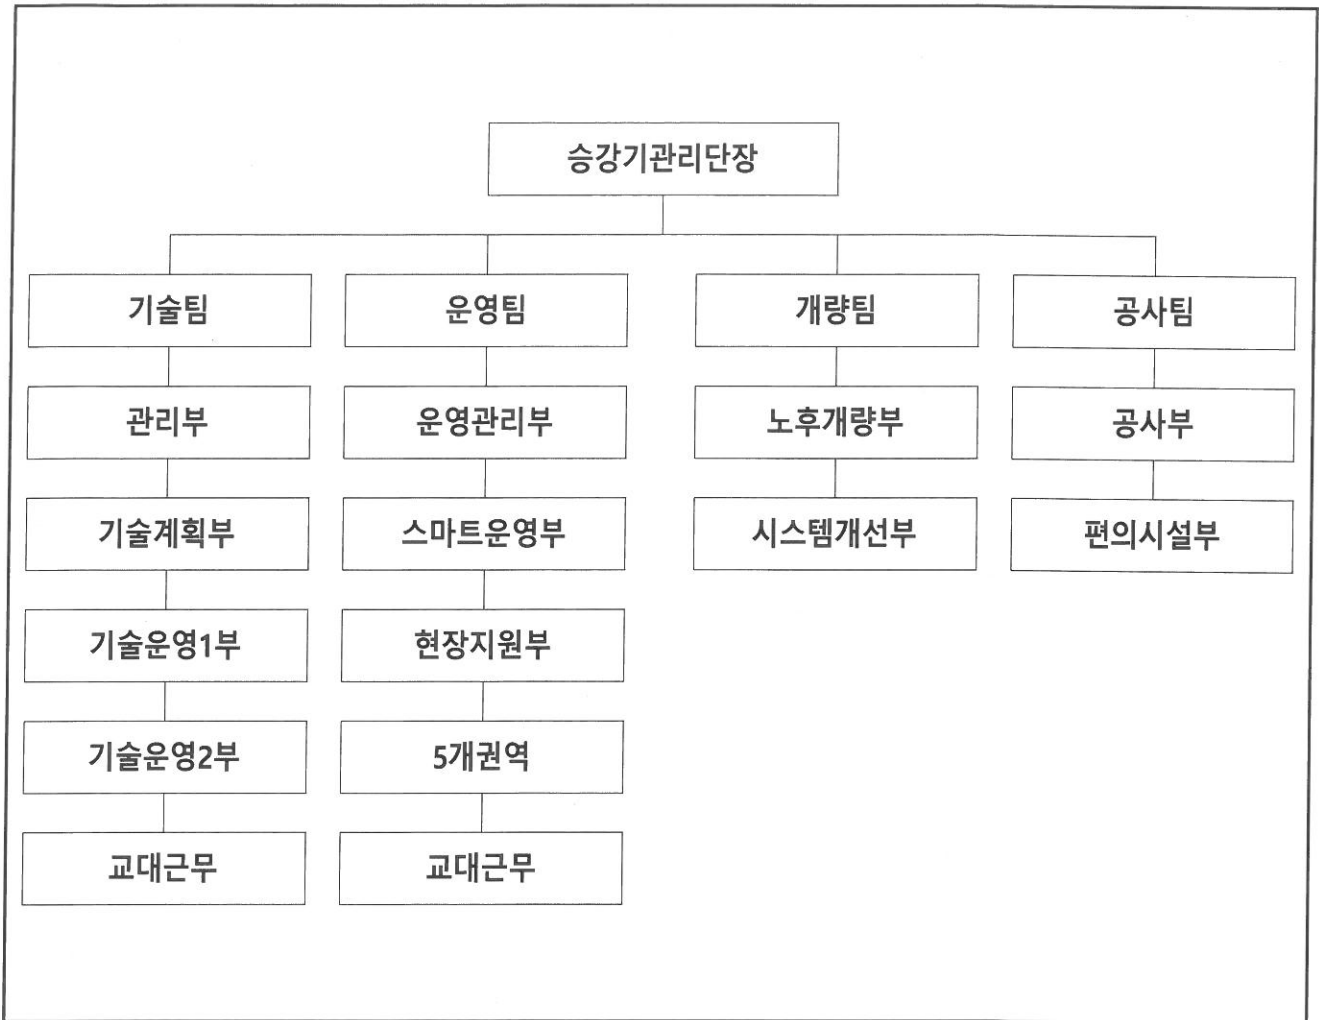 승강기관리단장
기술팀
운영팀
개량팀
공사팀
관리부
운영관리부
노후개량부
공사부
기술계획부
스마트운영부
시스템개선부
편의시설부
기술운영1부
현장지원부
기술운영2부
5개권역
교대근무
교대근무